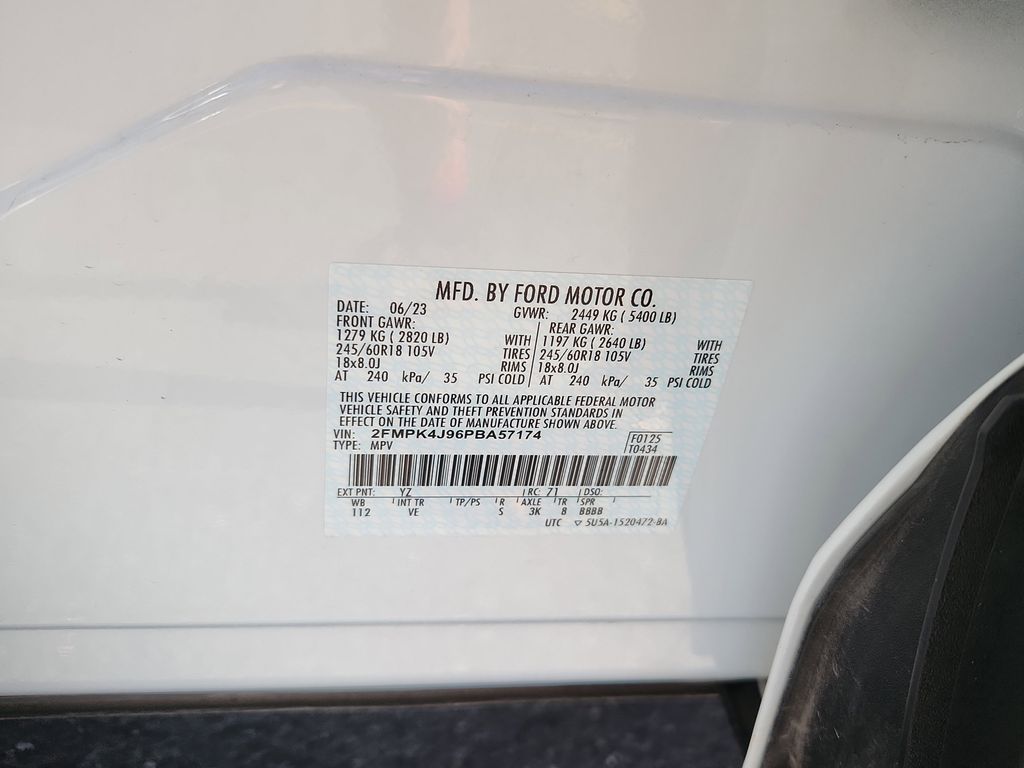 MFD. BY FORD MOTOR CO.
DATE: 06/23 GVWR: 2449 KG ( 5400 LB)
FRONT GAWR: REAR GAWR:
1279 KG ( 2820 LB) WITH 1197 KG ( 2640 LB) WITH
245/60R18 105V TIRES 245/60R18 105V TIRES
18x8.0J RIMS 18x8.0J RIMS
AT 240 kPa/ 35 PSI COLD AT 240 kPa/ 35 PSI COLD
THIS VEHICLE CONFORMS TO ALL APPLICABLE FEDERAL MOTOR
VEHICLE SAFETY AND THEFT PREVENTION STANDARDS IN
EFFECT ON THE DATE OF MANUFACTURE SHOWN ABOVE.
VIN: 2FMPK4J96PBA57174 F0125
TYPE: MPV T0434
EXT PNT: YZ RC: 71 DSO:
WB INT TR TP/PS R AXLE TR SPR
112 VE S 3K 8 BBBB
UTC ▽ 5U5A-1520472-BA